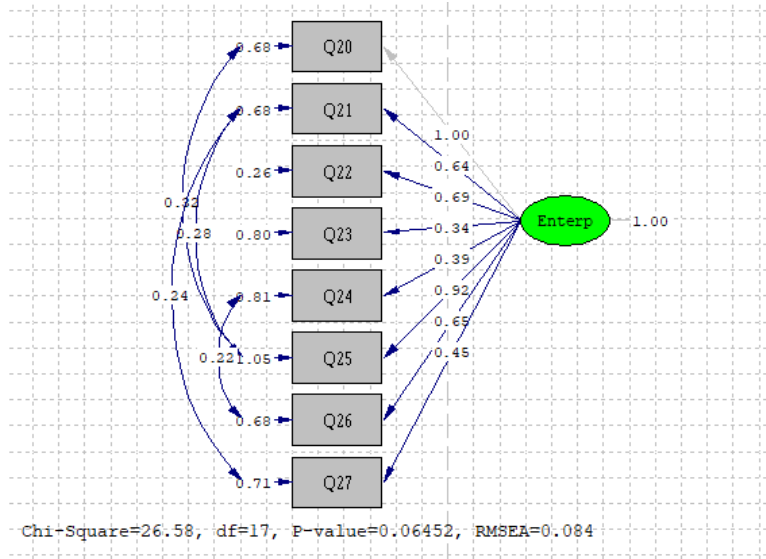 0.68 Q20
0.68 Q21
1.00
0.64
0.26 Q22
0.69
0.32
Enterp 1.00
0.28 0.80 Q23
0.34
0.39
0.24 0.81 Q24
0.92
0.65
0.22 1.05 Q25
0.45
0.68 Q26
0.71 Q27
Chi-Square=26.58, df=17, P-value=0.06452, RMSEA=0.084